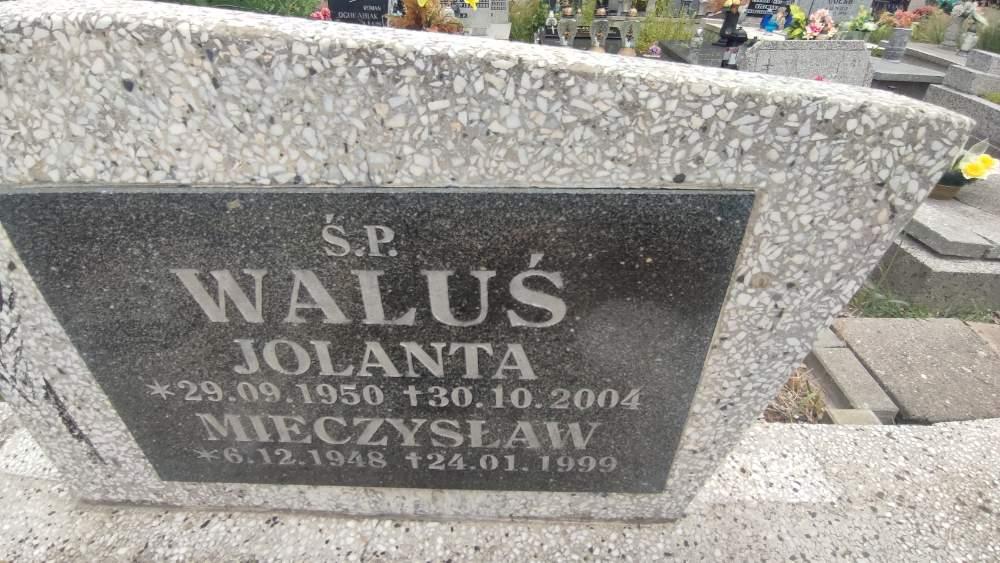 Ś.P.
WALUŚ
JOLANTA
*29.09.1950 †30.10.2004
MIECZYSŁAW
*6.12.1948 †24.01.1999